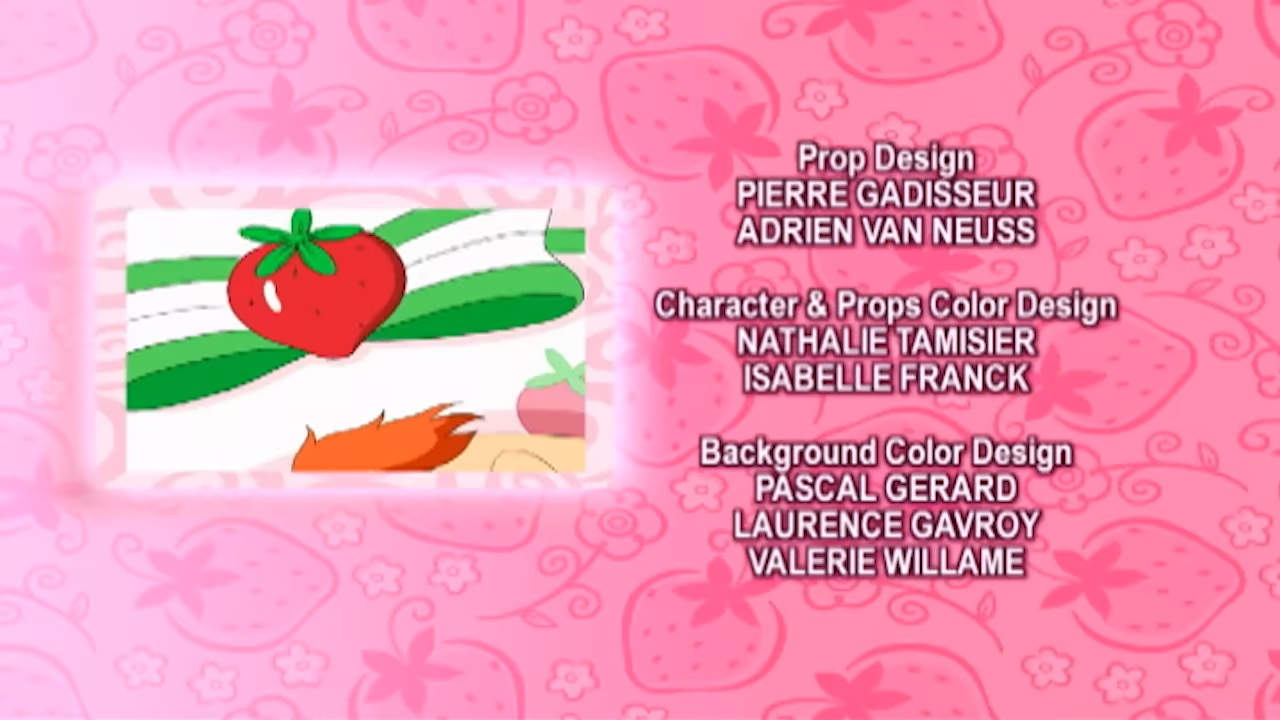 Prop Design
PIERRE GADISSEUR
ADRIEN VAN NEUSS
Character & Props Color Design
NATHALIE TAMISIER
ISABELLE FRANCK
Background Color Design
PASCAL GERARD
LAURENCE GAVROY
VALERIE WILLAME